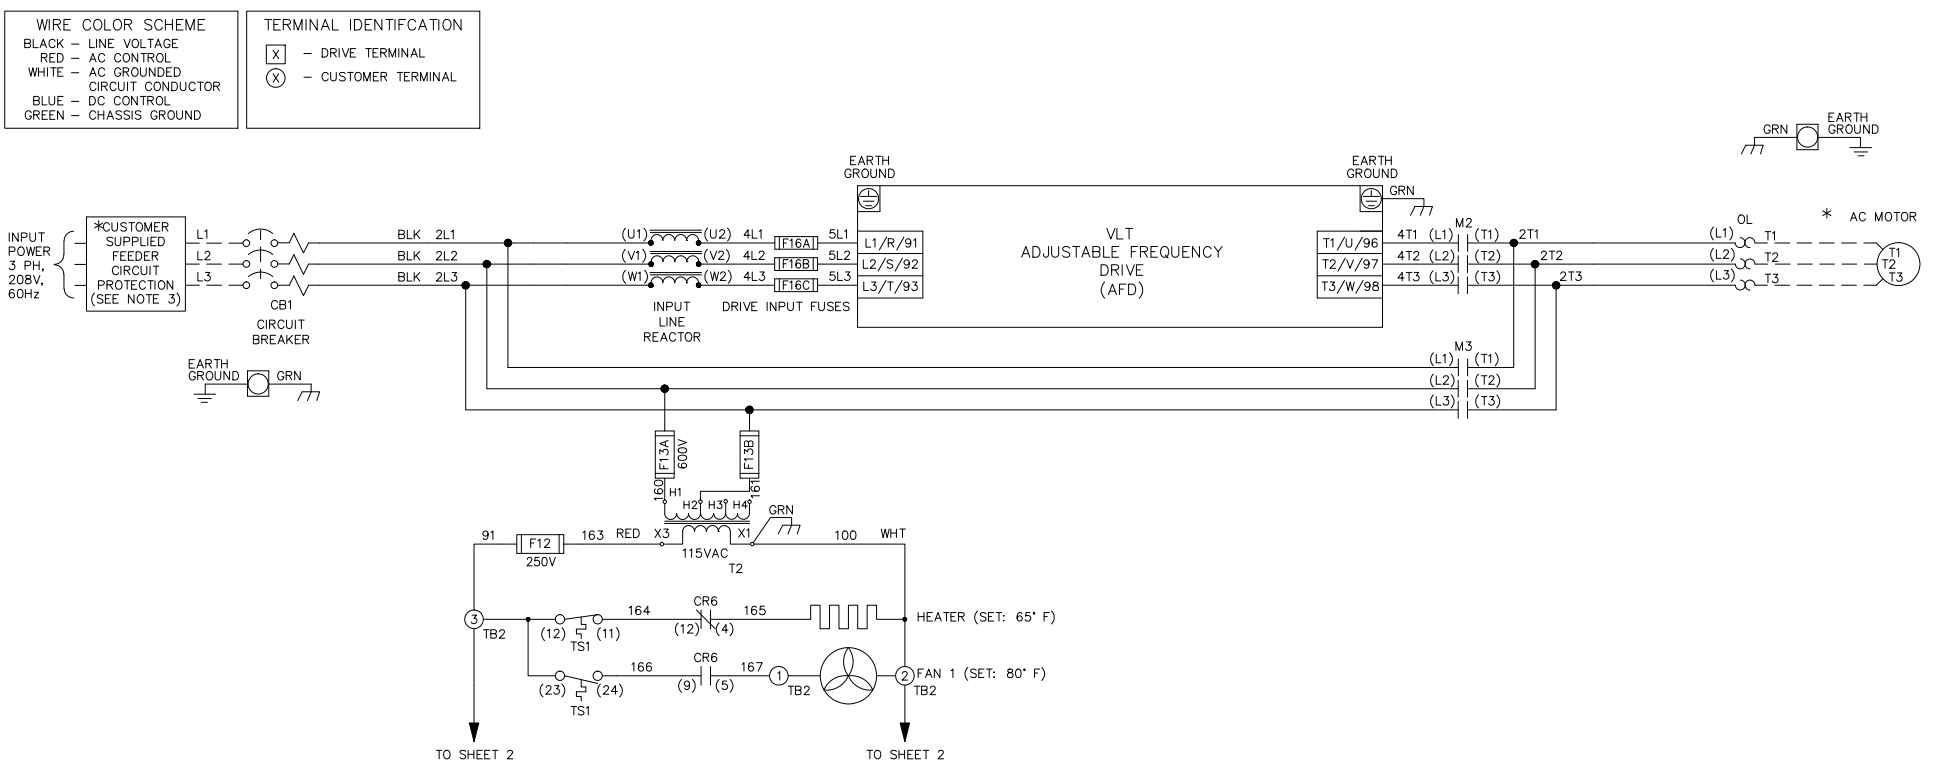 WIRE COLOR SCHEME
BLACK – LINE VOLTAGE
RED – AC CONTROL
WHITE – AC GROUNDED
CIRCUIT CONDUCTOR
BLUE – DC CONTROL
GREEN – CHASSIS GROUND
TERMINAL IDENTIFCATION
X – DRIVE TERMINAL
X – CUSTOMER TERMINAL
INPUT
POWER
3 PH,
208V,
60Hz
*CUSTOMER
SUPPLIED
FEEDER
CIRCUIT
PROTECTION
(SEE NOTE 3)
L1
L2
L3
CB1
CIRCUIT
BREAKER
EARTH
GROUND
GRN
BLK 2L1
BLK 2L2
BLK 2L3
(U1) (U2) 4L1 F16A 5L1
(V1) (V2) 4L2 F16B 5L2
(W1) (W2) 4L3 F16C 5L3
INPUT
LINE
REACTOR
DRIVE INPUT FUSES
EARTH
GROUND
L1/R/91
L2/S/92
L3/T/93
VLT
ADJUSTABLE FREQUENCY
DRIVE
(AFD)
EARTH
GROUND
GRN
T1/U/96
T2/V/97
T3/W/98
M2
4T1 (L1) (T1) 2T1
4T2 (L2) (T2) 2T2
4T3 (L3) (T3) 2T3
M3
(L1) (T1)
(L2) (T2)
(L3) (T3)
GRN
EARTH
GROUND
OL
(L1) T1
(L2) T2
(L3) T3
* AC MOTOR
T1
T2
T3
F13A
600V
F13B
160
161
H1
H2 H3 H4
GRN
91 F12 163 RED X3 X1 100 WHT
250V
115VAC
T2
3
TB2
(12) (11)
TS1
164
CR6
(12) (4)
165
HEATER (SET: 65° F)
(23) (24)
TS1
166
CR6
(9) (5)
167
1
TB2
2
TB2
FAN 1 (SET: 80° F)
TO SHEET 2
TO SHEET 2